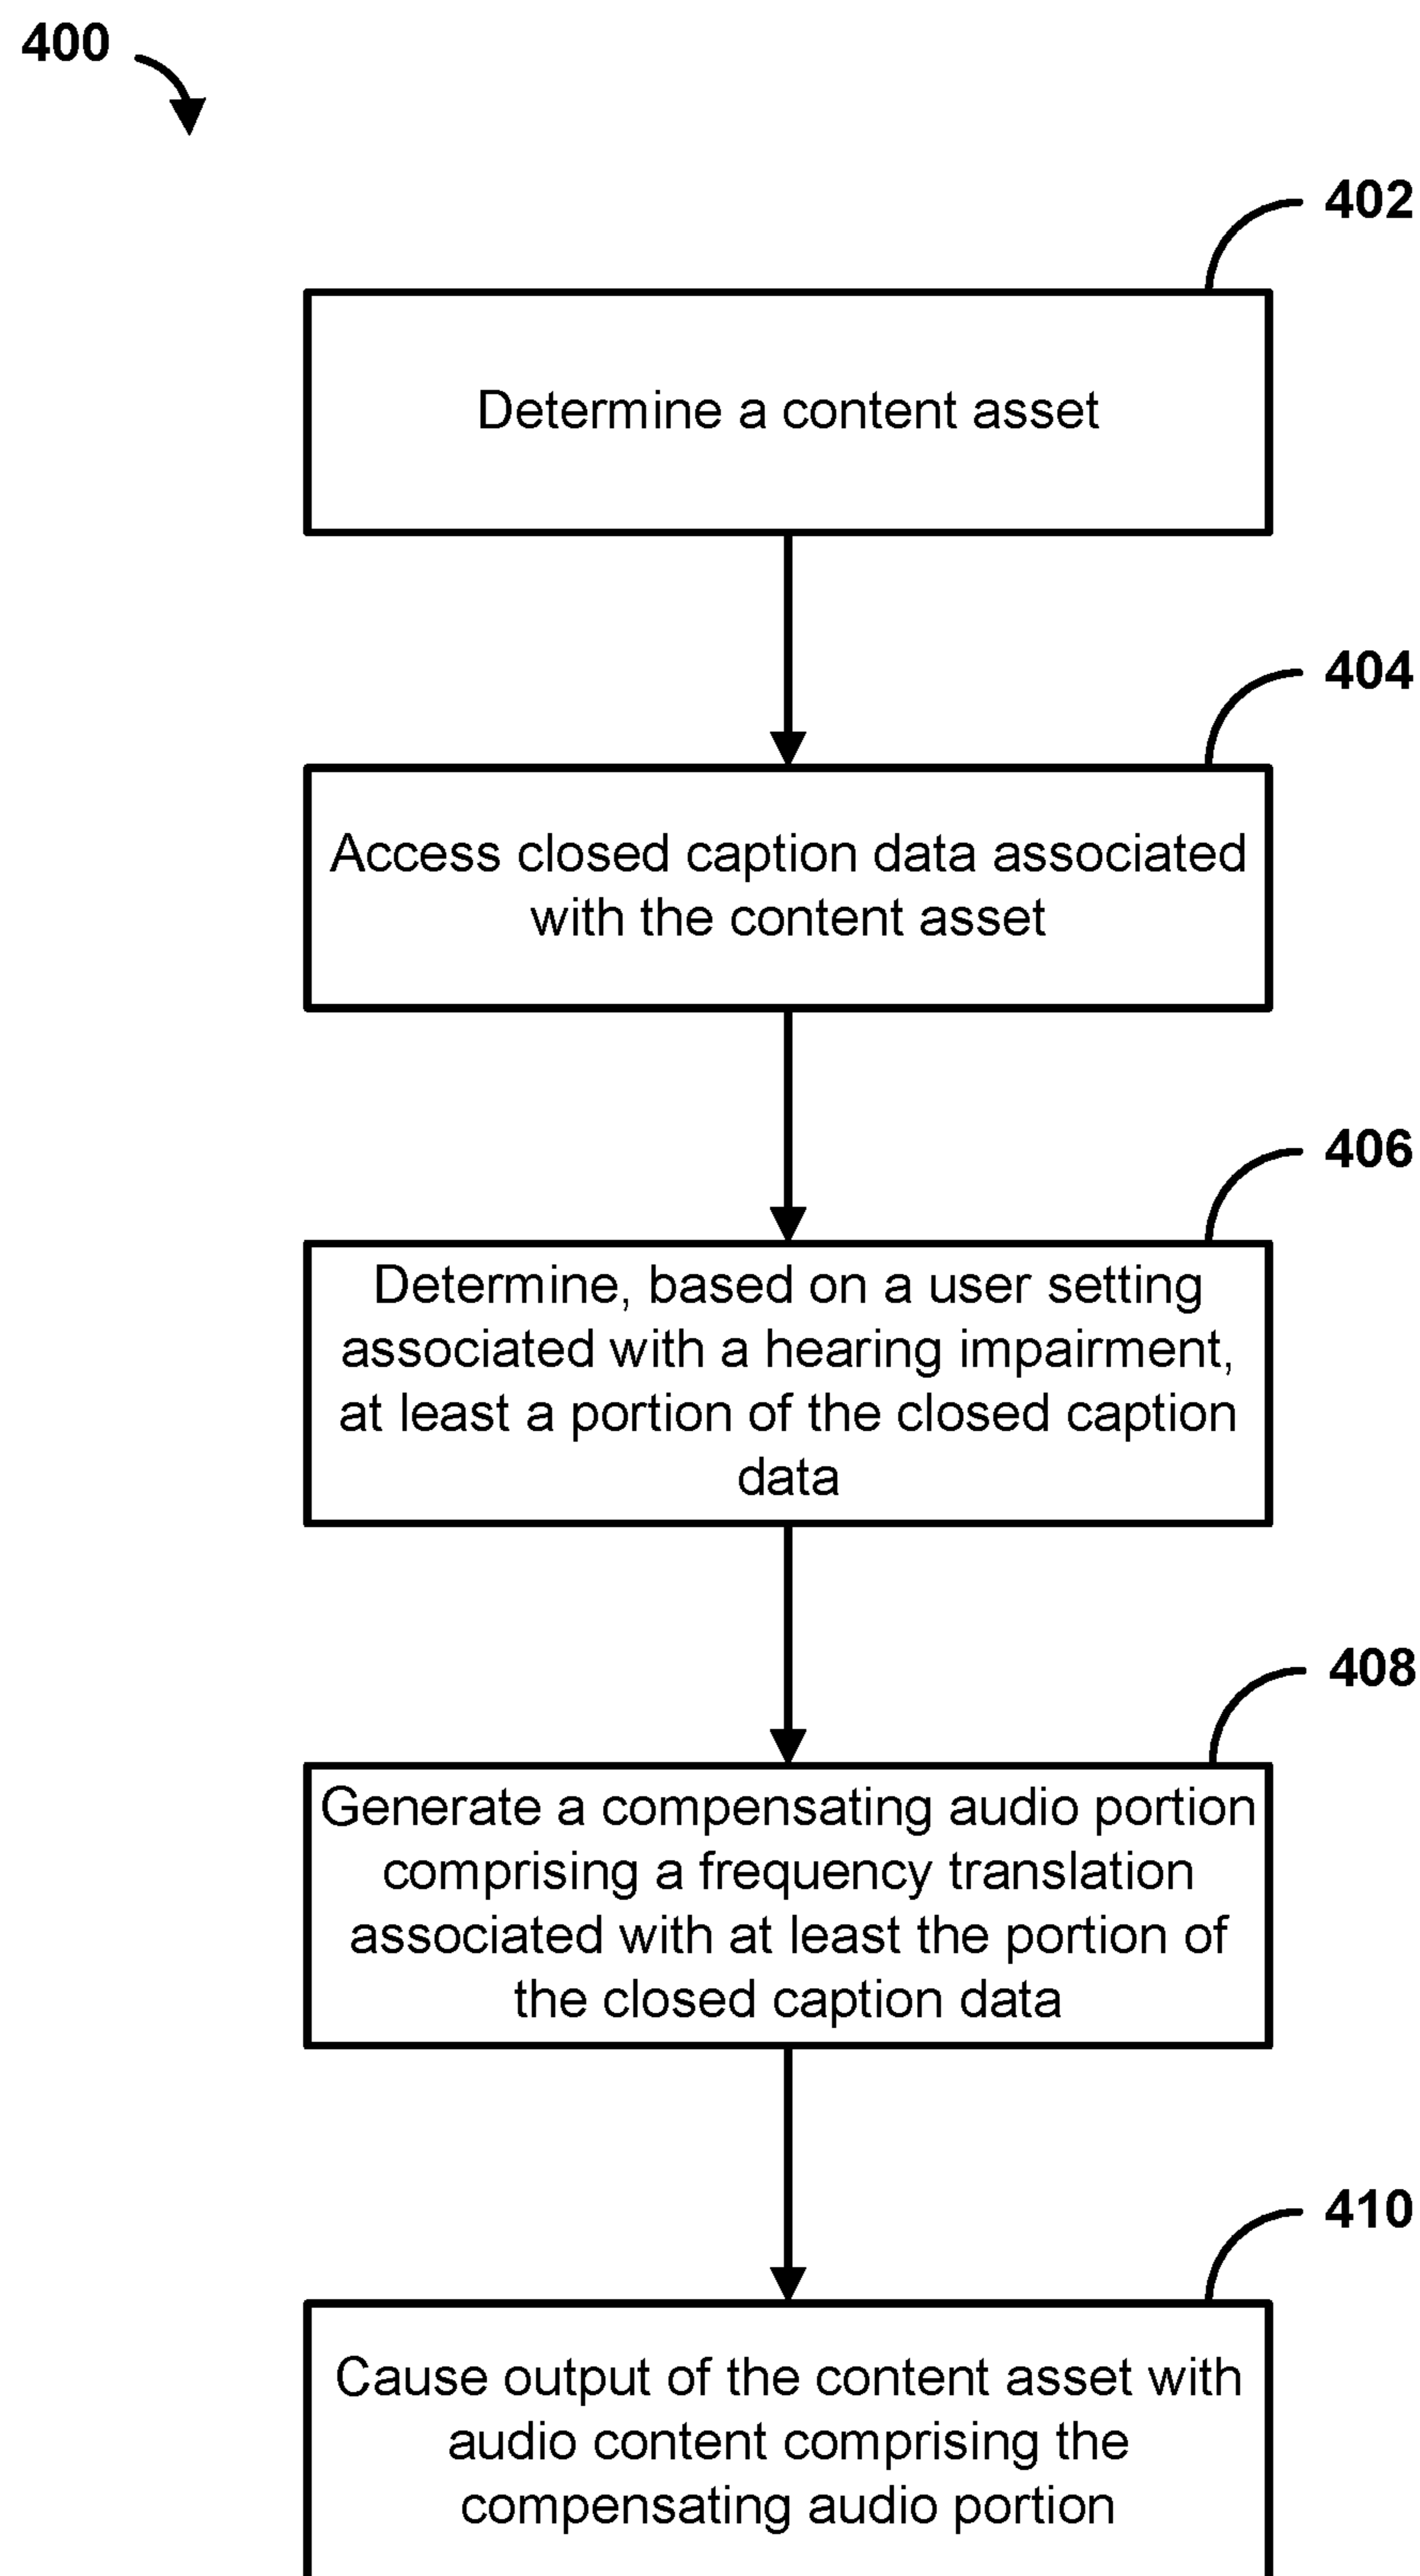 400
402
Determine a content asset
404
Access closed caption data associated
with the content asset
406
Determine, based on a user setting
associated with a hearing impairment,
at least a portion of the closed caption
data
408
Generate a compensating audio portion
comprising a frequency translation
associated with at least the portion of
the closed caption data
410
Cause output of the content asset with
audio content comprising the
compensating audio portion